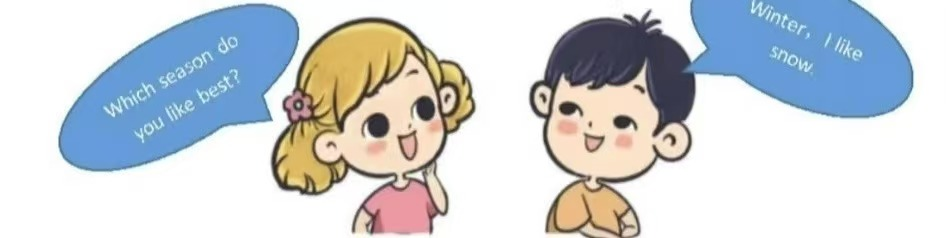 Which season do
you like best?
Winter, I like
snow.